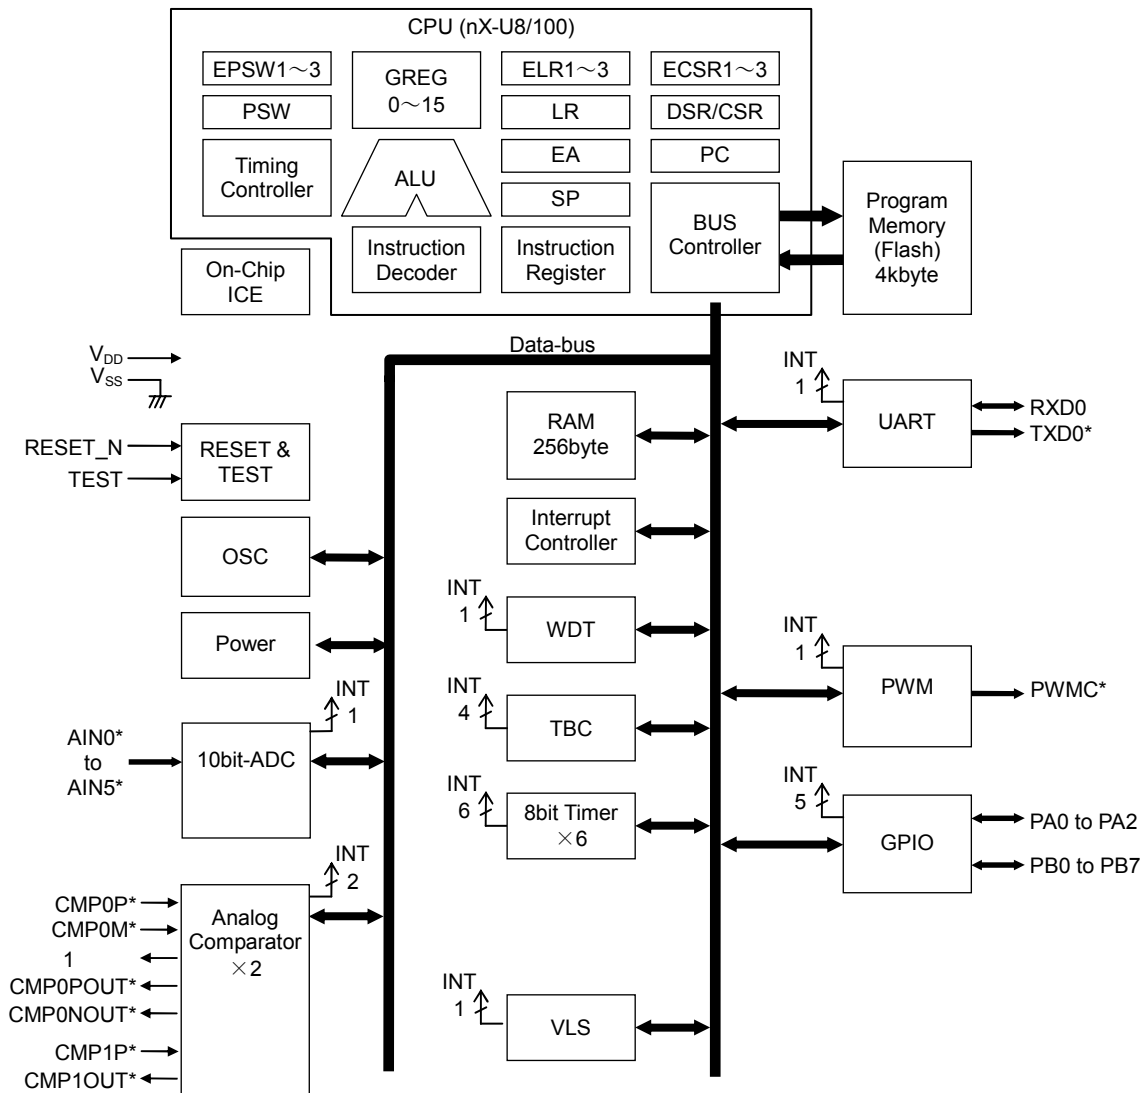 CPU (nX-U8/100)
EPSW1～3
GREG
0～15
ELR1～3
ECSR1～3
PSW
LR
DSR/CSR
Timing
Controller
ALU
EA
PC
SP
BUS
Controller
Program
Memory
(Flash)
4kbyte
Instruction
Decoder
Instruction
Register
On-Chip
ICE
Data-bus
VDD
VSS
RESET_N
TEST
RESET &
TEST
OSC
Power
INT
1
AIN0*
to
AIN5*
10bit-ADC
INT
2
CMP0P*
CMP0M*
1
CMP0POUT*
CMP0NOUT*
CMP1P*
CMP1OUT*
Analog
Comparator
×2
RAM
256byte
Interrupt
Controller
INT
1
WDT
INT
4
TBC
INT
6
8bit Timer
×6
INT
1
VLS
INT
1
UART
RXD0
TXD0*
INT
1
PWM
PWMC*
INT
5
GPIO
PA0 to PA2
PB0 to PB7